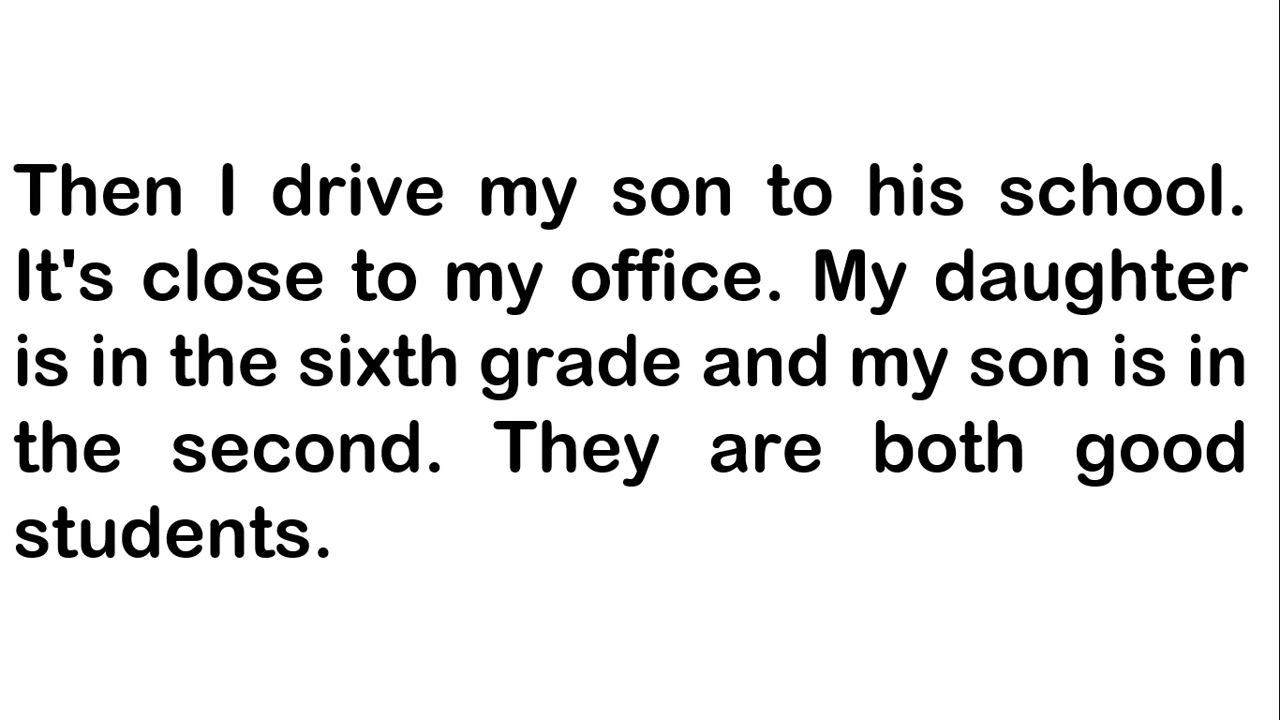 Then I drive my son to his school.
It's close to my office. My daughter
is in the sixth grade and my son is in
the second. They are both good
students.